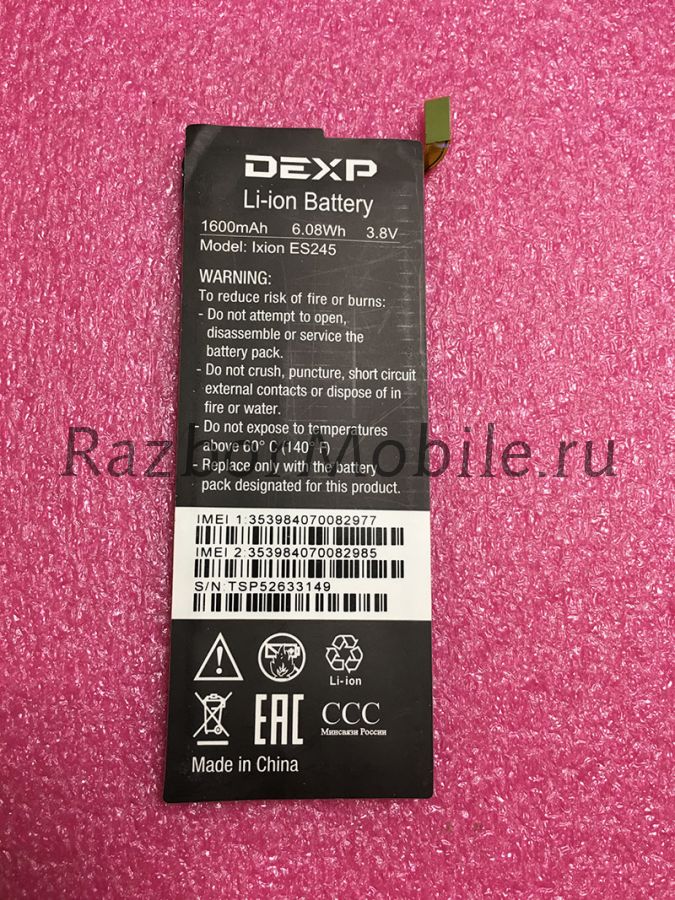 DEXP
Li-ion Battery
1600mAh 6.08Wh 3.8V
Model: Ixion ES245
WARNING:
To reduce risk of fire or burns:
- Do not attempt to open,
disassemble or service the
battery pack.
- Do not crush, puncture, short circuit
external contacts or dispose of in
fire or water.
- Do not expose to temperatures
above 60° C (140° F)
RazborMobile.ru
- Replace only with the battery
pack designated for this product.
IMEI 1:353984070082977
IMEI 2:353984070082985
S/N:TSP52633149
Li-ion
EAC
ССС
Минсвязи России
Made in China